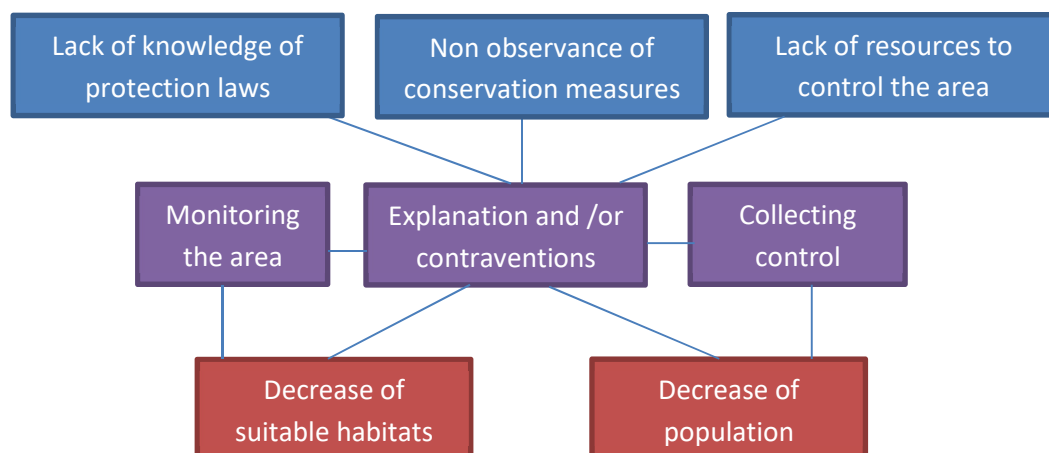 Lack of knowledge of
protection laws
Non observance of
conservation measures
Lack of resources to
control the area
Monitoring
the area
Explanation and /or
contraventions
Collecting
control
Decrease of
suitable habitats
Decrease of
population